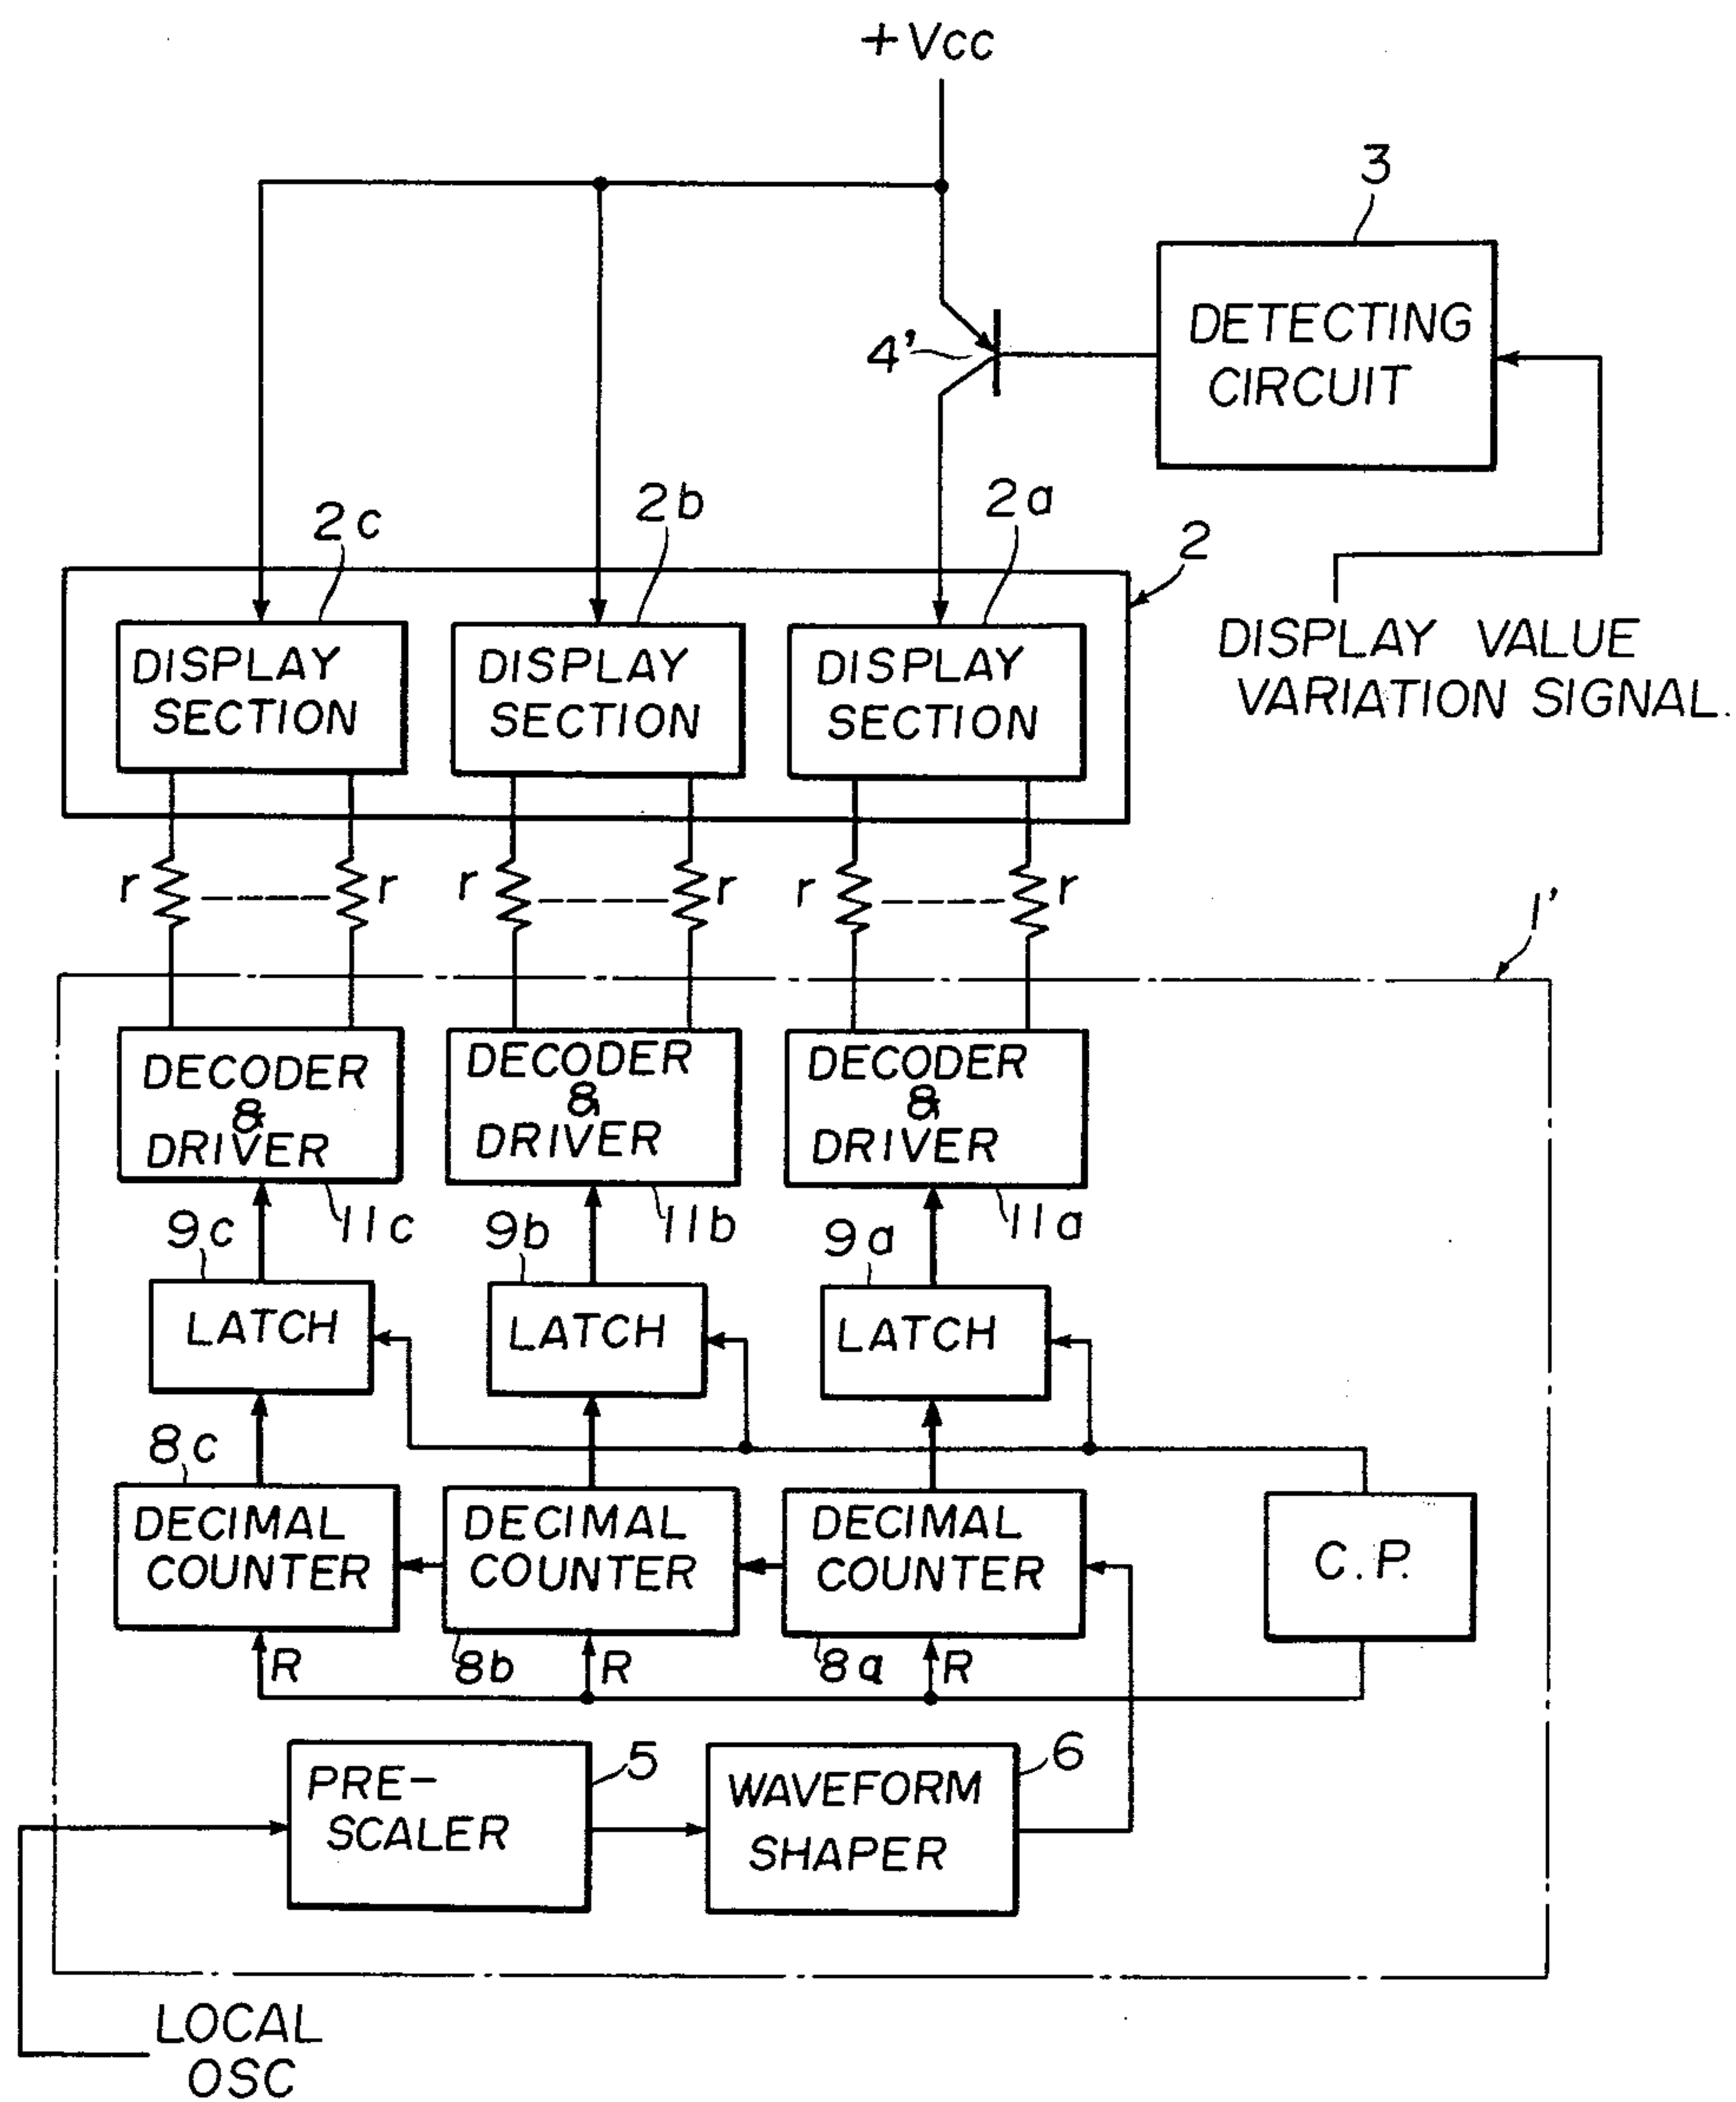 +Vcc
3
DETECTING
CIRCUIT
4'
2c
2b
2a
2
DISPLAY VALUE
VARIATION SIGNAL.
DISPLAY
SECTION
DISPLAY
SECTION
DISPLAY
SECTION
r
r
r
r
r
r
1'
DECODER
&
DRIVER
DECODER
&
DRIVER
DECODER
&
DRIVER
11c
11b
11a
9c
9b
9a
LATCH
LATCH
LATCH
8c
DECIMAL
COUNTER
DECIMAL
COUNTER
DECIMAL
COUNTER
C.P.
R
8b
R
8a
R
PRE-
SCALER
5
WAVEFORM
SHAPER
6
LOCAL
OSC